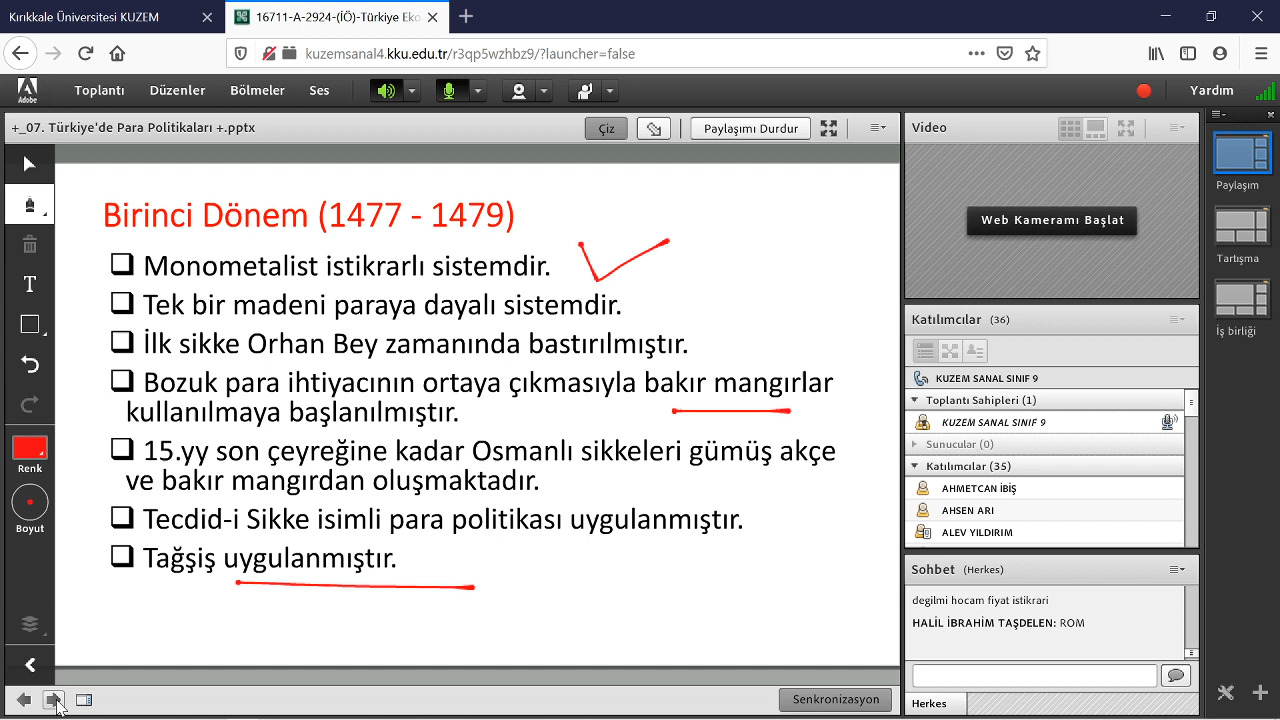 Kırıkkale Üniversitesi KUZEM
16711-A-2924-(İÖ)-Türkiye Eko
kuzemsanal4.kku.edu.tr/r3qp5wzhbz9/?launcher=false
Adobe
Toplantı
Düzenler
Bölmeler
Ses
Yardım
+_07. Türkiye'de Para Politikaları +.pptx
Çiz
Paylaşımı Durdur
Birinci Dönem (1477 - 1479)
Monometalist istikrarlı sistemdir.
Tek bir madeni paraya dayalı sistemdir.
İlk sikke Orhan Bey zamanında bastırılmıştır.
Bozuk para ihtiyacının ortaya çıkmasıyla bakır mangırlar
kullanılmaya başlanılmıştır.
15.yy son çeyreğine kadar Osmanlı sikkeleri gümüş akçe
ve bakır mangırdan oluşmaktadır.
Tecdid-i Sikke isimli para politikası uygulanmıştır.
Tağşiş uygulanmıştır.
T
Renk
Boyut
Senkronizasyon
Video
Web Kameramı Başlat
Katılımcılar (36)
KUZEM SANAL SINIF 9
Toplantı Sahipleri (1)
KUZEM SANAL SINIF 9
Sunucular (0)
Katılımcılar (35)
AHMETCAN İBİŞ
AHSEN ARI
ALEV YILDIRIM
Sohbet (Herkes)
degilmi hocam fiyat istikrari
HALİL İBRAHİM TAŞDELEN: ROM
Herkes
Paylaşım
Tartışma
İş birliği